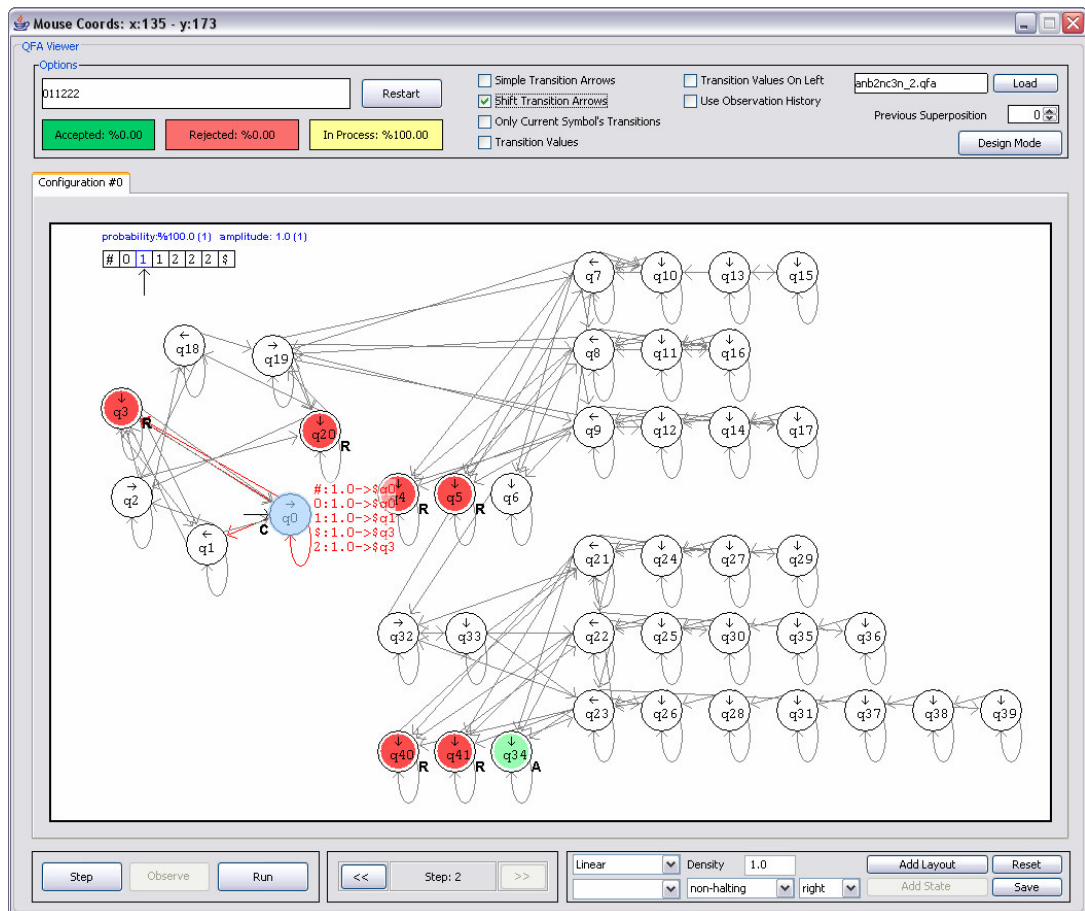 Mouse Coords: x:135 - y:173
QFA Viewer
Options
011222
Restart
Accepted: %0.00
Rejected: %0.00
In Process: %100.00
Simple Transition Arrows
Shift Transition Arrows
Only Current Symbol's Transitions
Transition Values
Transition Values On Left
Use Observation History
anb2nc3n_2.qfa
Load
Previous Superposition
0
Design Mode
Configuration #0
probability:%100.0 (1) amplitude: 1.0 (1)
# 0 1 1 2 2 2 $
q7 q10 q13 q15
q18 q19 q8 q11 q16
q3 R
q20 R
q9 q12 q14 q17
q2
q4 R
q5 R
q6
q0
C
#:1.0->$q0
0:1.0->$q0
1:1.0->$q1
$:1.0->$q3
2:1.0->$q3
q1
q21 q24 q27 q29
q32 q33 q22 q25 q30 q35 q36
q23 q26 q28 q31 q37 q38 q39
q40 R
q41 R
q34 A
Step
Observe
Run
<<
Step: 2
>>
Linear
Density
1.0
Add Layout
Reset
non-halting
right
Add State
Save